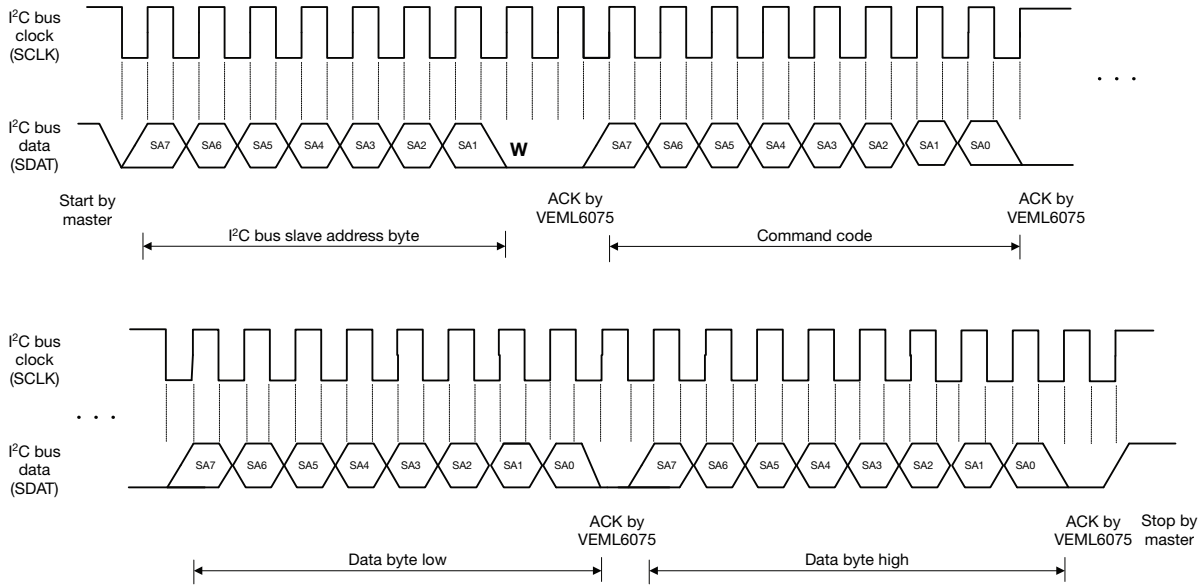 I²C bus
clock
(SCLK)
. . .
I²C bus
data
(SDAT)
SA7 SA6 SA5 SA4 SA3 SA2 SA1 W SA7 SA6 SA5 SA4 SA3 SA2 SA1 SA0
Start by
master
ACK by
VEML6075
ACK by
VEML6075
I²C bus slave address byte
Command code
I²C bus
clock
(SCLK)
. . .
I²C bus
data
(SDAT)
SA7 SA6 SA5 SA4 SA3 SA2 SA1 SA0 SA7 SA6 SA5 SA4 SA3 SA2 SA1 SA0
ACK by
VEML6075
ACK by
VEML6075
Stop by
master
Data byte low
Data byte high